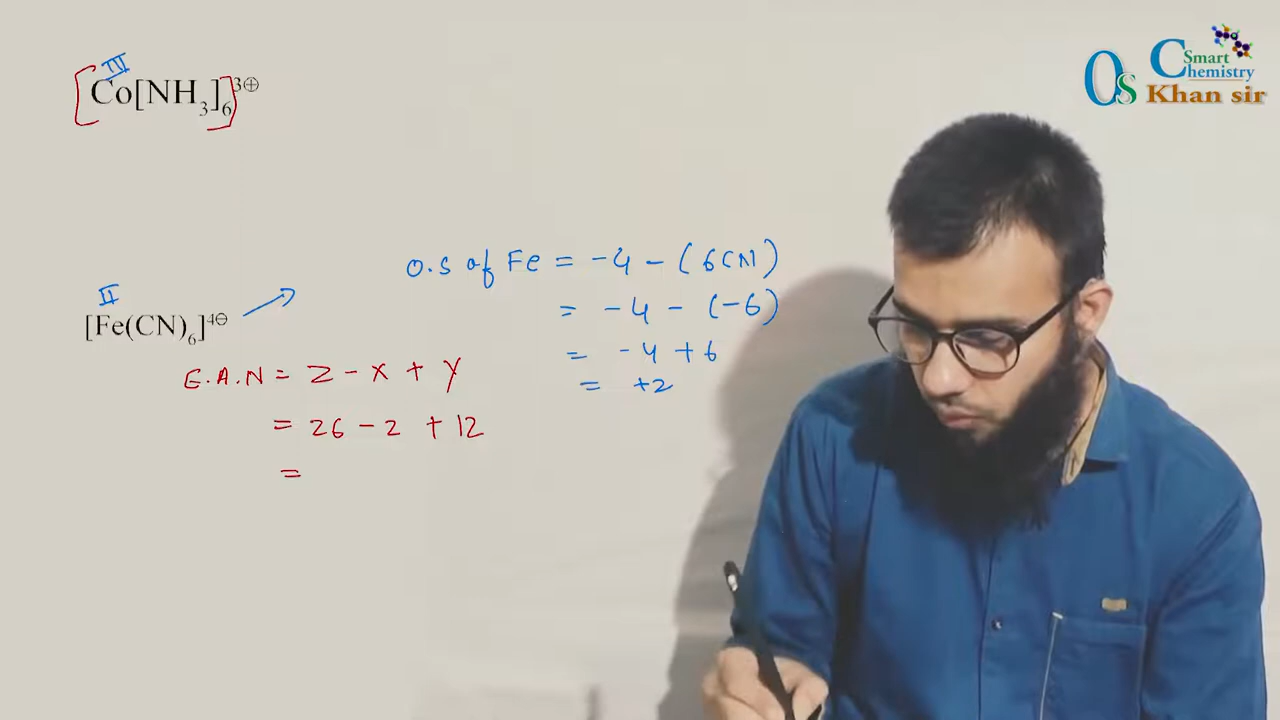 III
[Co[NH₃]₆]³⊕
Os Smart Chemistry
Khan sir
O.S of Fe = -4 - (6CN)
= -4 - (-6)
= -4 + 6
= +2
II
[Fe(CN)₆]⁴⊖
E.A.N = Z - X + Y
= 26 - 2 + 12
=